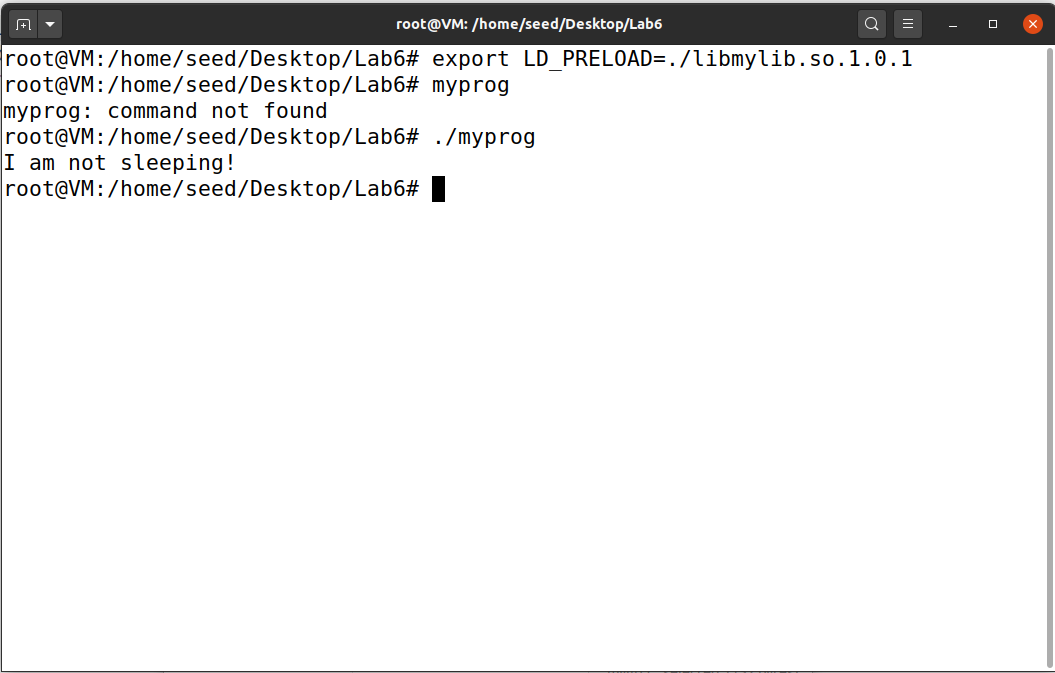 root@VM: /home/seed/Desktop/Lab6
root@VM:/home/seed/Desktop/Lab6# export LD_PRELOAD=./libmylib.so.1.0.1
root@VM:/home/seed/Desktop/Lab6# myprog
myprog: command not found
root@VM:/home/seed/Desktop/Lab6# ./myprog
I am not sleeping!
root@VM:/home/seed/Desktop/Lab6#